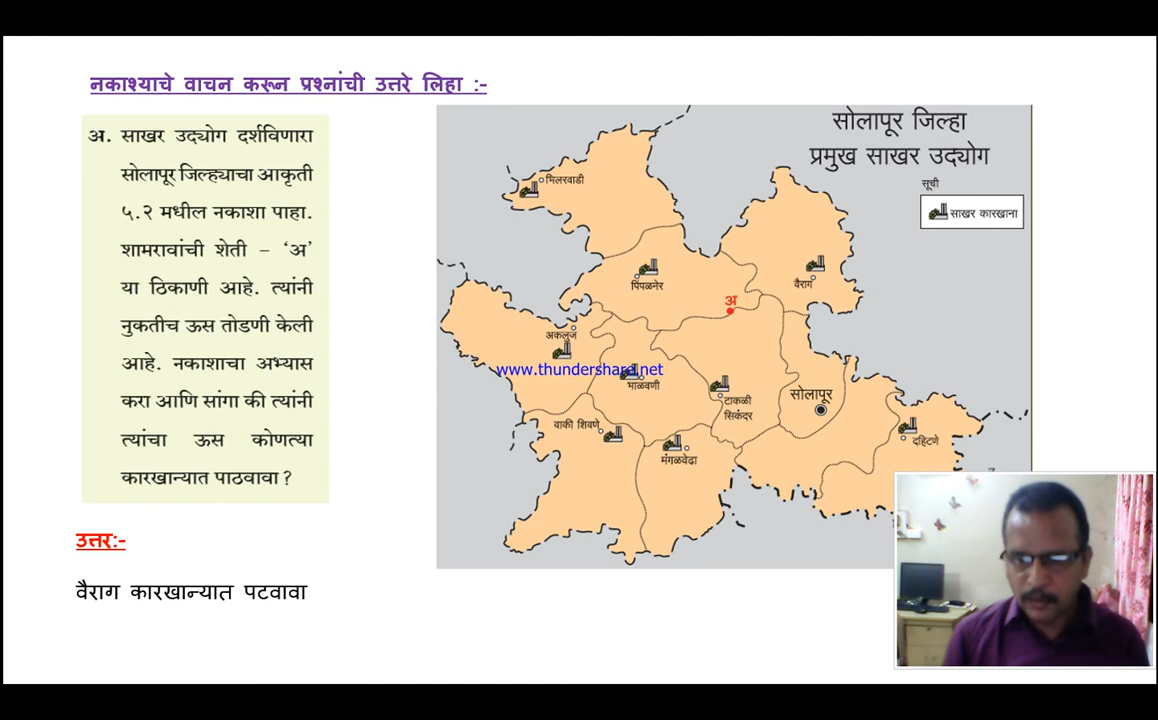 नकाश्याचे वाचन करून प्रश्नांची उत्तरे लिहा :-
अ. साखर उद्योग दर्शविणारा
सोलापूर जिल्ह्याचा आकृती
५.२ मधील नकाशा पाहा.
शामरावांची शेती – ‘अ’
या ठिकाणी आहे. त्यांनी
नुकतीच ऊस तोडणी केली
आहे. नकाशाचा अभ्यास
करा आणि सांगा की त्यांनी
त्यांचा ऊस कोणत्या
कारखान्यात पाठवावा ?
उत्तर:-
वैराग कारखान्यात पटवावा
सोलापूर जिल्हा
प्रमुख साखर उद्योग
सूची
साखर कारखाना
भिलरवाडी
पिंपळनेर
वैराग
अ
अकलूज
www.thundershare.net
भाळवणी
टाकळी
सिकंदर
सोलापूर
वाकी शिवणे
मंगळवेढा
दहिटणे